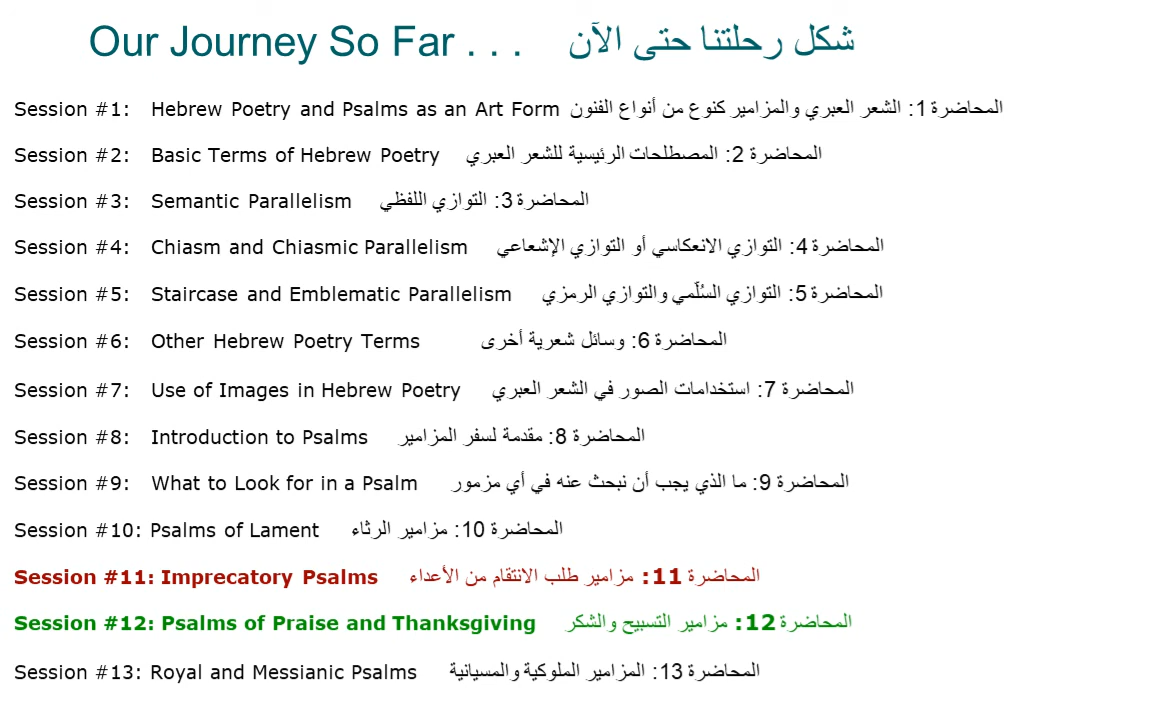 Our Journey So Far . . . شكل رحلتنا حتى الآن
Session #1: Hebrew Poetry and Psalms as an Art Form المحاضرة 1: الشعر العبري والمزامير كنوع من أنواع الفنون
Session #2: Basic Terms of Hebrew Poetry المحاضرة 2: المصطلحات الرئيسية للشعر العبري
Session #3: Semantic Parallelism المحاضرة 3: التوازي اللفظي
Session #4: Chiasm and Chiasmic Parallelism المحاضرة 4: التوازي الانعكاسي أو التوازي الإشعاعي
Session #5: Staircase and Emblematic Parallelism المحاضرة 5: التوازي السُلَّمي والتوازي الرمزي
Session #6: Other Hebrew Poetry Terms المحاضرة 6: وسائل شعرية أخرى
Session #7: Use of Images in Hebrew Poetry المحاضرة 7: استخدامات الصور في الشعر العبري
Session #8: Introduction to Psalms المحاضرة 8: مقدمة لسفر المزامير
Session #9: What to Look for in a Psalm المحاضرة 9: ما الذي يجب أن نبحث عنه في أي مزمور
Session #10: Psalms of Lament المحاضرة 10: مزامير الرثاء
Session #11: Imprecatory Psalms المحاضرة 11: مزامير طلب الانتقام من الأعداء
Session #12: Psalms of Praise and Thanksgiving المحاضرة 12: مزامير التسبيح والشكر
Session #13: Royal and Messianic Psalms المحاضرة 13: المزامير الملوكية والمسيانية